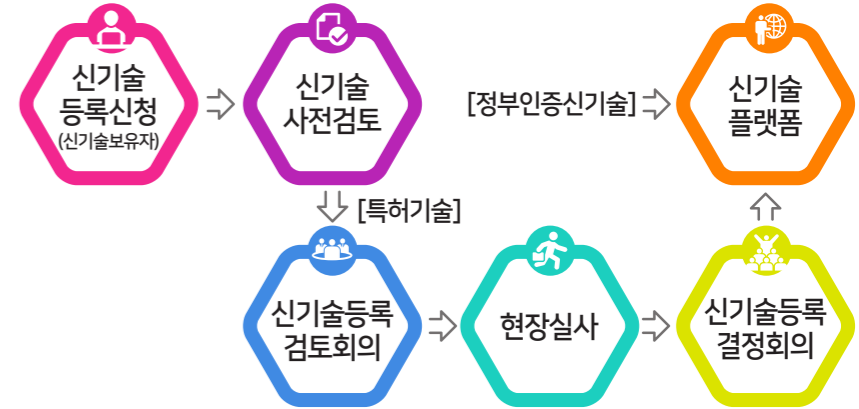 신기술
등록신청
(신기술보유자)
신기술
사전검토
[정부인증신기술]
신기술
플랫폼
[특허기술]
신기술등록
검토회의
현장실사
신기술등록
결정회의